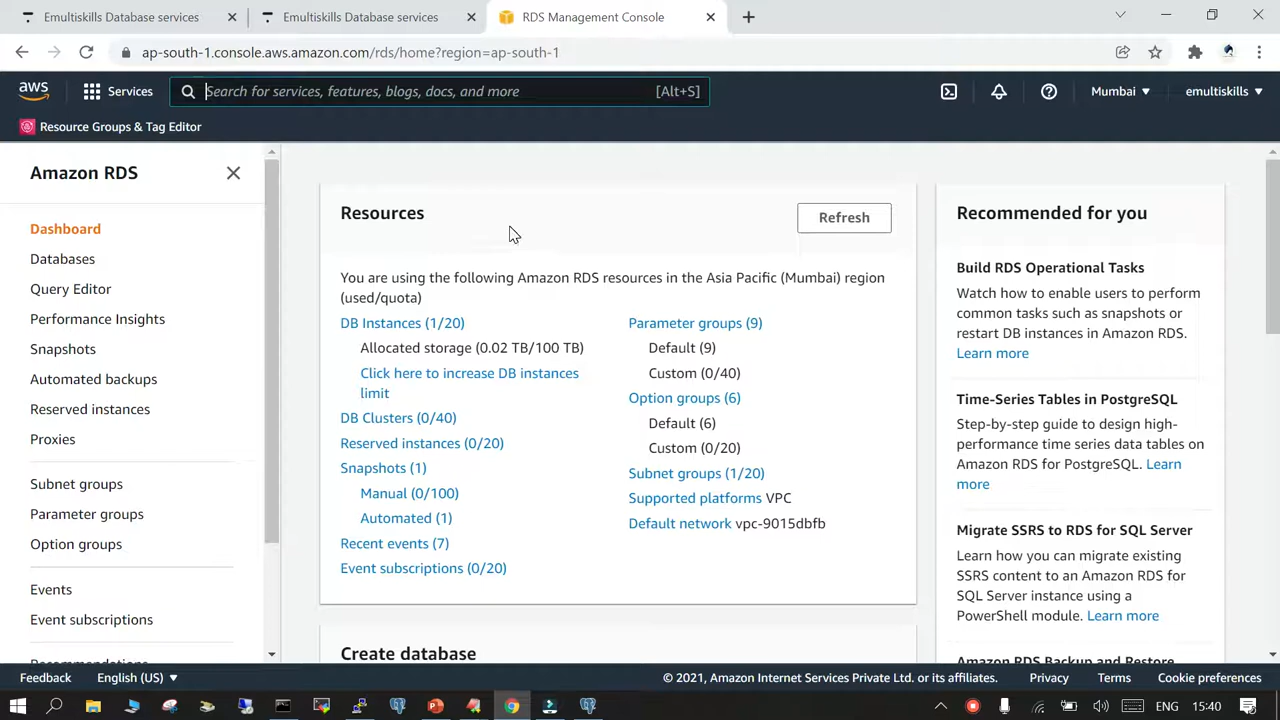 Emultiskills Database services
Emultiskills Database services
RDS Management Console
ap-south-1.console.aws.amazon.com/rds/home?region=ap-south-1
aws
Services
Search for services, features, blogs, docs, and more
[Alt+S]
Mumbai
emultiskills
Resource Groups & Tag Editor
Amazon RDS
Dashboard
Databases
Query Editor
Performance Insights
Snapshots
Automated backups
Reserved instances
Proxies
Subnet groups
Parameter groups
Option groups
Events
Event subscriptions
Recommendations
Resources
Refresh
You are using the following Amazon RDS resources in the Asia Pacific (Mumbai) region
(used/quota)
DB Instances (1/20)
Allocated storage (0.02 TB/100 TB)
Click here to increase DB instances
limit
DB Clusters (0/40)
Reserved instances (0/20)
Snapshots (1)
Manual (0/100)
Automated (1)
Recent events (7)
Event subscriptions (0/20)
Parameter groups (9)
Default (9)
Custom (0/40)
Option groups (6)
Default (6)
Custom (0/20)
Subnet groups (1/20)
Supported platforms VPC
Default network vpc-9015dbfb
Create database
Recommended for you
Build RDS Operational Tasks
Watch how to enable users to perform
common tasks such as snapshots or
restart DB instances in Amazon RDS.
Learn more
Time-Series Tables in PostgreSQL
Step-by-step guide to design high-
performance time series data tables on
Amazon RDS for PostgreSQL. Learn
more
Migrate SSRS to RDS for SQL Server
Learn how you can migrate existing
SSRS content to an Amazon RDS for
SQL Server instance using a
PowerShell module. Learn more
Amazon RDS Backup and Restore
Feedback
English (US)
© 2021, Amazon Internet Services Private Ltd. or its affiliates.
Privacy
Terms
Cookie preferences
ENG
15:40